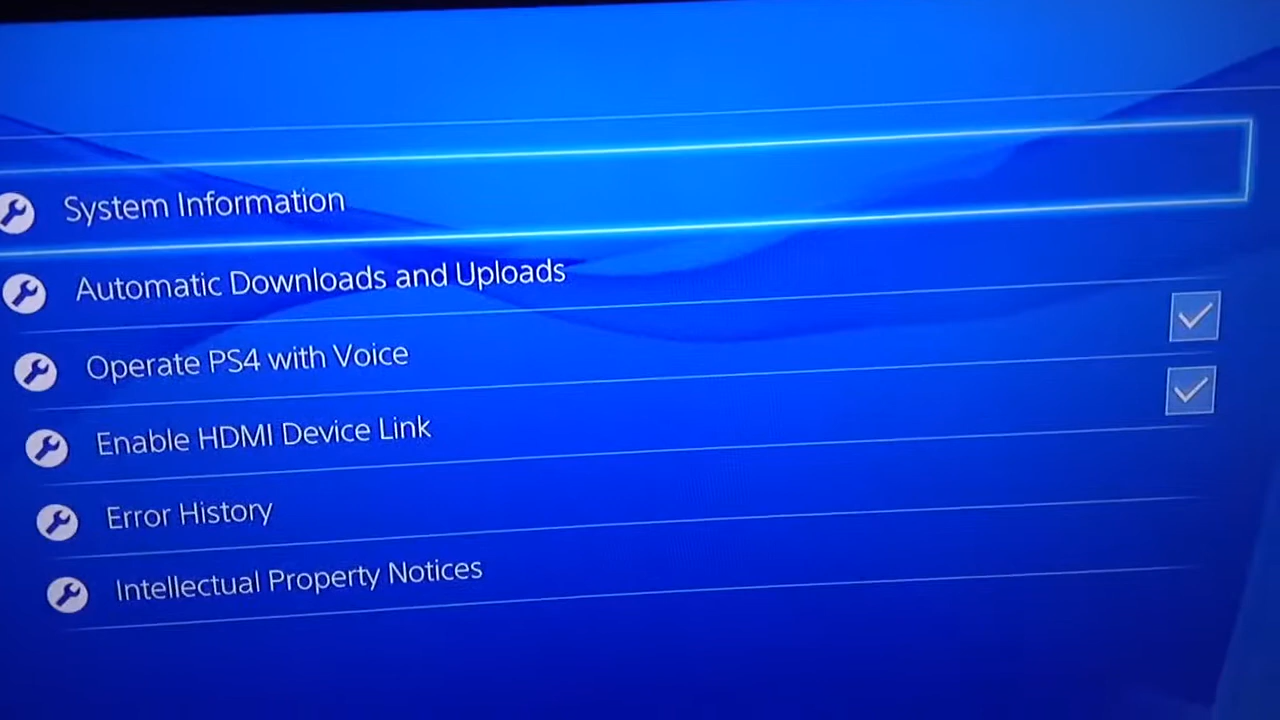 System Information
Automatic Downloads and Uploads
Operate PS4 with Voice
Enable HDMI Device Link
Error History
Intellectual Property Notices